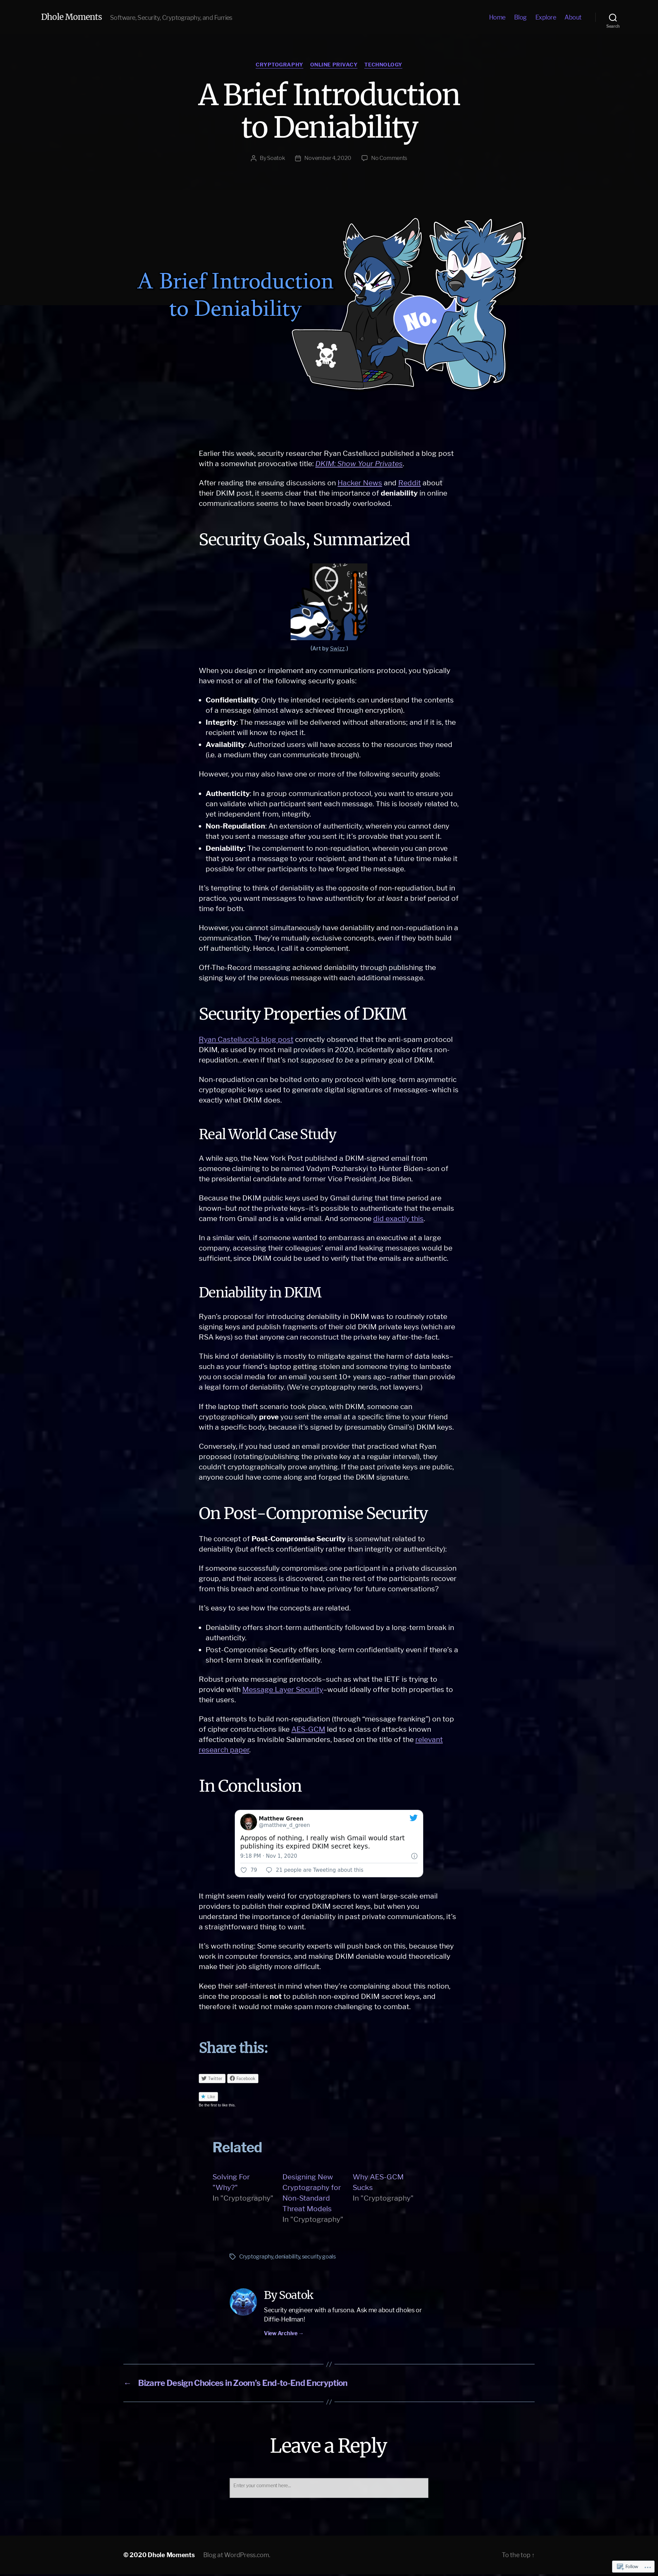 Dhole Moments
Software, Security, Cryptography, and Furries
Home
Blog
Explore
About
Search
CRYPTOGRAPHY
ONLINE PRIVACY
TECHNOLOGY
A Brief Introduction
to Deniability
By Soatok
November 4, 2020
No Comments
A Brief Introduction
to Deniability
No.
Earlier this week, security researcher Ryan Castellucci published a blog post
with a somewhat provocative title: DKIM: Show Your Privates.
After reading the ensuing discussions on Hacker News and Reddit about
their DKIM post, it seems clear that the importance of deniability in online
communications seems to have been broadly overlooked.
Security Goals, Summarized
(Art by Swizz.)
When you design or implement any communications protocol, you typically
have most or all of the following security goals:
• Confidentiality: Only the intended recipients can understand the contents
of a message (almost always achieved through encryption).
• Integrity: The message will be delivered without alterations; and if it is, the
recipient will know to reject it.
• Availability: Authorized users will have access to the resources they need
(i.e. a medium they can communicate through).
However, you may also have one or more of the following security goals:
• Authenticity: In a group communication protocol, you want to ensure you
can validate which participant sent each message. This is loosely related to,
yet independent from, integrity.
• Non-Repudiation: An extension of authenticity, wherein you cannot deny
that you sent a message after you sent it; it's provable that you sent it.
• Deniability: The complement to non-repudiation, wherein you can prove
that you sent a message to your recipient, and then at a future time make it
possible for other participants to have forged the message.
It's tempting to think of deniability as the opposite of non-repudiation, but in
practice, you want messages to have authenticity for at least a brief period of
time for both.
However, you cannot simultaneously have deniability and non-repudiation in a
communication. They're mutually exclusive concepts, even if they both build
off authenticity. Hence, I call it a complement.
Off-The-Record messaging achieved deniability through publishing the
signing key of the previous message with each additional message.
Security Properties of DKIM
Ryan Castellucci's blog post correctly observed that the anti-spam protocol
DKIM, as used by most mail providers in 2020, incidentally also offers non-
repudiation…even if that's not supposed to be a primary goal of DKIM.
Non-repudiation can be bolted onto any protocol with long-term asymmetric
cryptographic keys used to generate digital signatures of messages–which is
exactly what DKIM does.
Real World Case Study
A while ago, the New York Post published a DKIM-signed email from
someone claiming to be named Vadym Pozharskyi to Hunter Biden–son of
the presidential candidate and former Vice President Joe Biden.
Because the DKIM public keys used by Gmail during that time period are
known–but not the private keys–it's possible to authenticate that the emails
came from Gmail and is a valid email. And someone did exactly this.
In a similar vein, if someone wanted to embarrass an executive at a large
company, accessing their colleagues' email and leaking messages would be
sufficient, since DKIM could be used to verify that the emails are authentic.
Deniability in DKIM
Ryan's proposal for introducing deniability in DKIM was to routinely rotate
signing keys and publish fragments of their old DKIM private keys (which are
RSA keys) so that anyone can reconstruct the private key after-the-fact.
This kind of deniability is mostly to mitigate against the harm of data leaks–
such as your friend's laptop getting stolen and someone trying to lambaste
you on social media for an email you sent 10+ years ago–rather than provide
a legal form of deniability. (We're cryptography nerds, not lawyers.)
If the laptop theft scenario took place, with DKIM, someone can
cryptographically prove you sent the email at a specific time to your friend
with a specific body, because it's signed by (presumably Gmail's) DKIM keys.
Conversely, if you had used an email provider that practiced what Ryan
proposed (rotating/publishing the private key at a regular interval), they
couldn't cryptographically prove anything. If the past private keys are public,
anyone could have come along and forged the DKIM signature.
On Post-Compromise Security
The concept of Post-Compromise Security is somewhat related to
deniability (but affects confidentiality rather than integrity or authenticity):
If someone successfully compromises one participant in a private discussion
group, and their access is discovered, can the rest of the participants recover
from this breach and continue to have privacy for future conversations?
It's easy to see how the concepts are related.
• Deniability offers short-term authenticity followed by a long-term break in
authenticity.
• Post-Compromise Security offers long-term confidentiality even if there's a
short-term break in confidentiality.
Robust private messaging protocols–such as what the IETF is trying to
provide with Message Layer Security–would ideally offer both properties to
their users.
Past attempts to build non-repudiation (through "message franking") on top
of cipher constructions like AES-GCM led to a class of attacks known
affectionately as Invisible Salamanders, based on the title of the relevant
research paper.
In Conclusion
Matthew Green
@matthew_d_green
Apropos of nothing, I really wish Gmail would start
publishing its expired DKIM secret keys.
9:18 PM · Nov 1, 2020
79
21 people are Tweeting about this
It might seem really weird for cryptographers to want large-scale email
providers to publish their expired DKIM secret keys, but when you
understand the importance of deniability in past private communications, it's
a straightforward thing to want.
It's worth noting: Some security experts will push back on this, because they
work in computer forensics, and making DKIM deniable would theoretically
make their job slightly more difficult.
Keep their self-interest in mind when they're complaining about this notion,
since the proposal is not to publish non-expired DKIM secret keys, and
therefore it would not make spam more challenging to combat.
Share this:
Twitter
Facebook
Like
Be the first to like this.
Related
Solving For
"Why?"
In "Cryptography"
Designing New
Cryptography for
Non-Standard
Threat Models
In "Cryptography"
Why AES-GCM
Sucks
In "Cryptography"
Cryptography, deniability, security goals
By Soatok
Security engineer with a fursona. Ask me about dholes or
Diffie-Hellman!
View Archive →
← Bizarre Design Choices in Zoom's End-to-End Encryption
Leave a Reply
Enter your comment here...
© 2020 Dhole Moments
Blog at WordPress.com.
To the top ↑
Follow